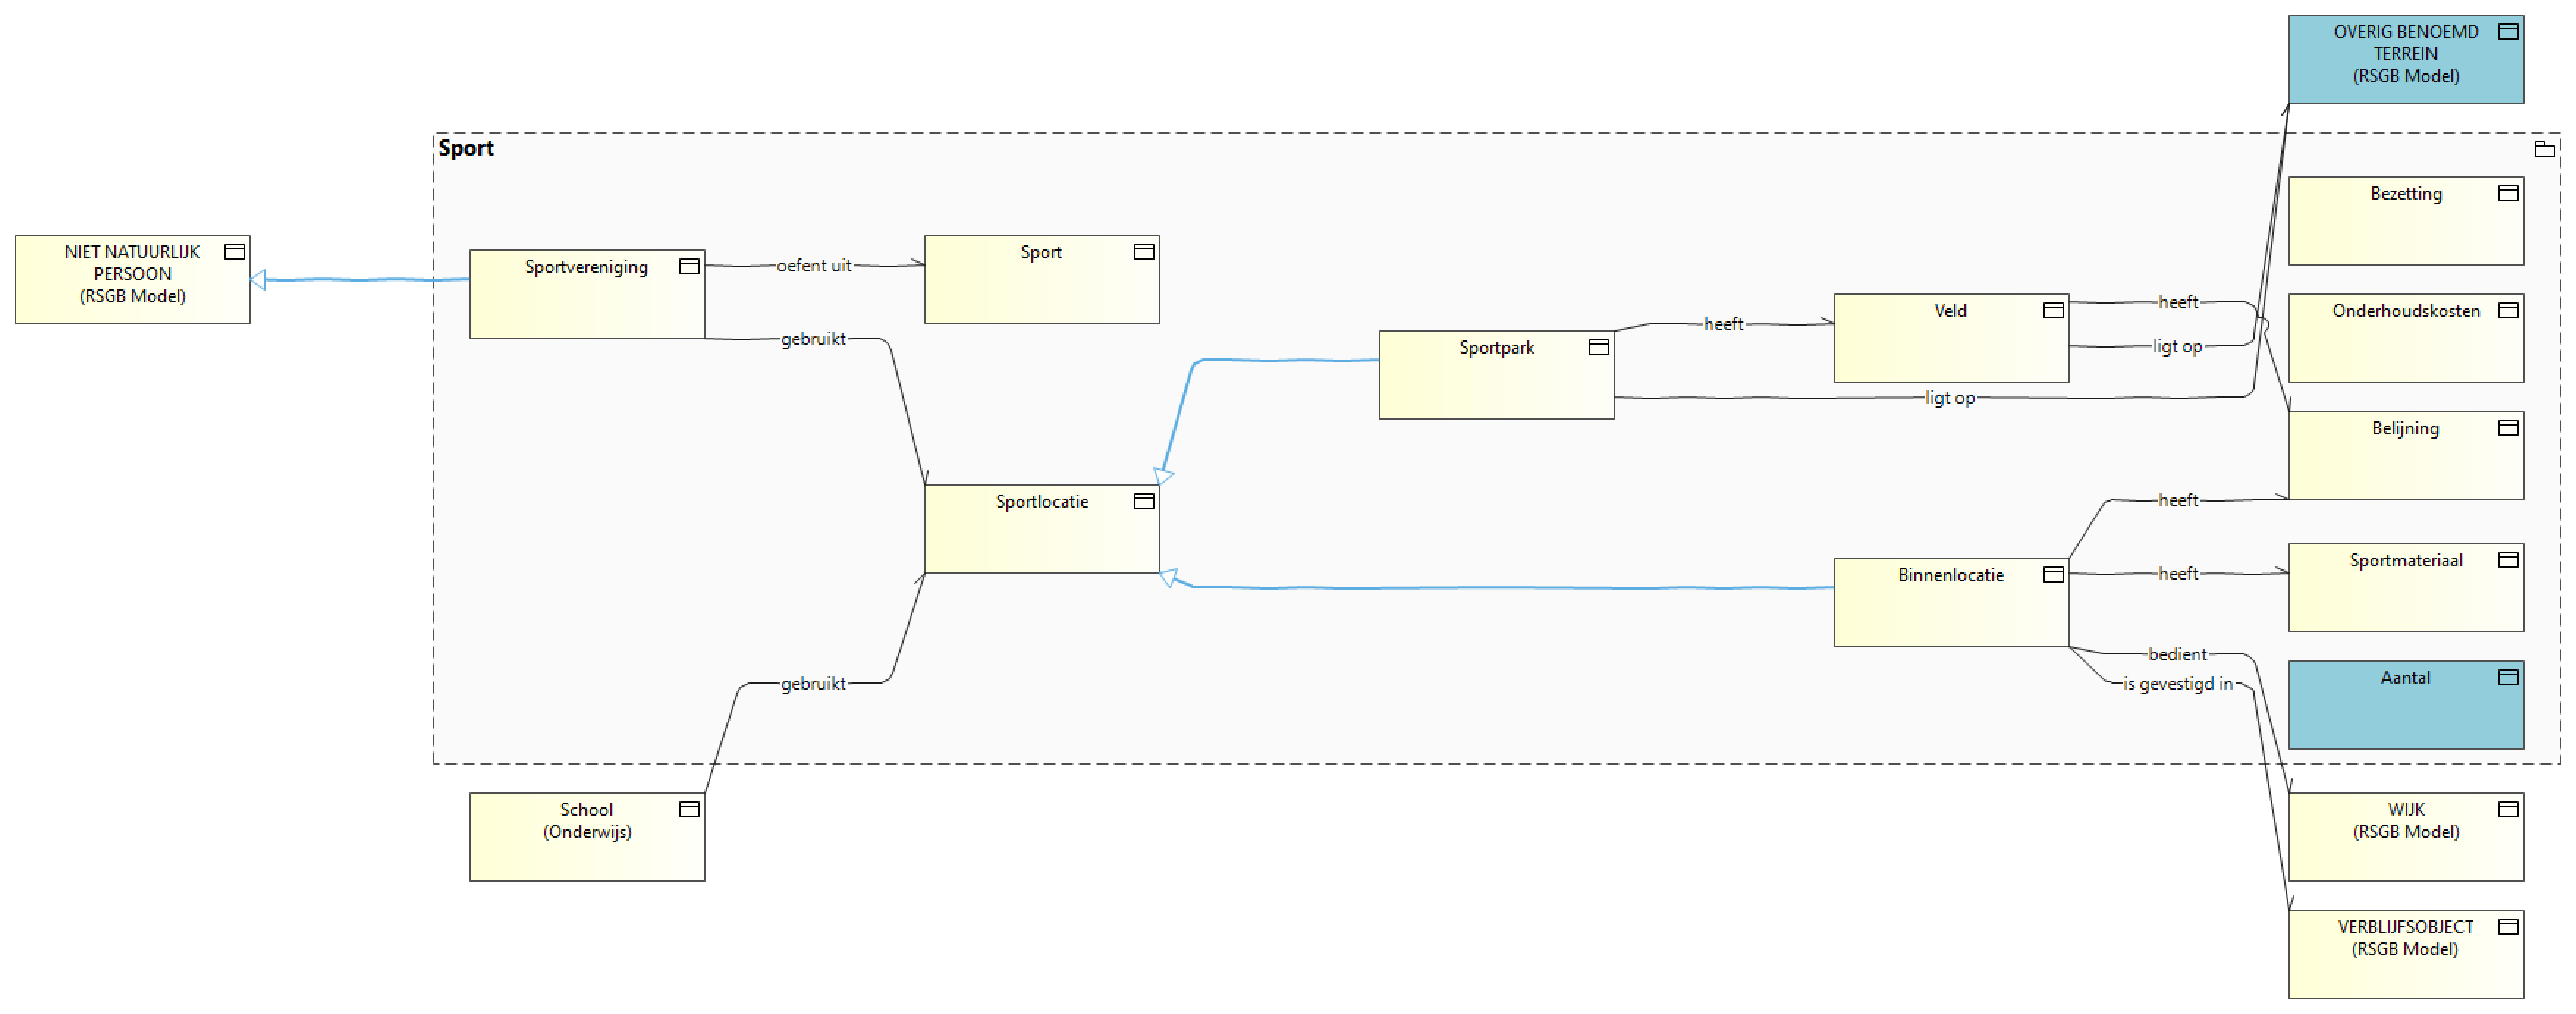 OVERIG BENOEMD
TERREIN
(RSGB Model)
Sport
Bezetting
NIET NATUURLIJK
PERSOON
(RSGB Model)
Sportvereniging
oefent uit
Sport
gebruikt
Sportpark
heeft
Veld
heeft
ligt op
ligt op
Onderhoudskosten
Belijning
Sportlocatie
heeft
Binnenlocatie
heeft
Sportmateriaal
bedient
is gevestigd in
gebruikt
Aantal
School
(Onderwijs)
WIJK
(RSGB Model)
VERBLIJFSOBJECT
(RSGB Model)